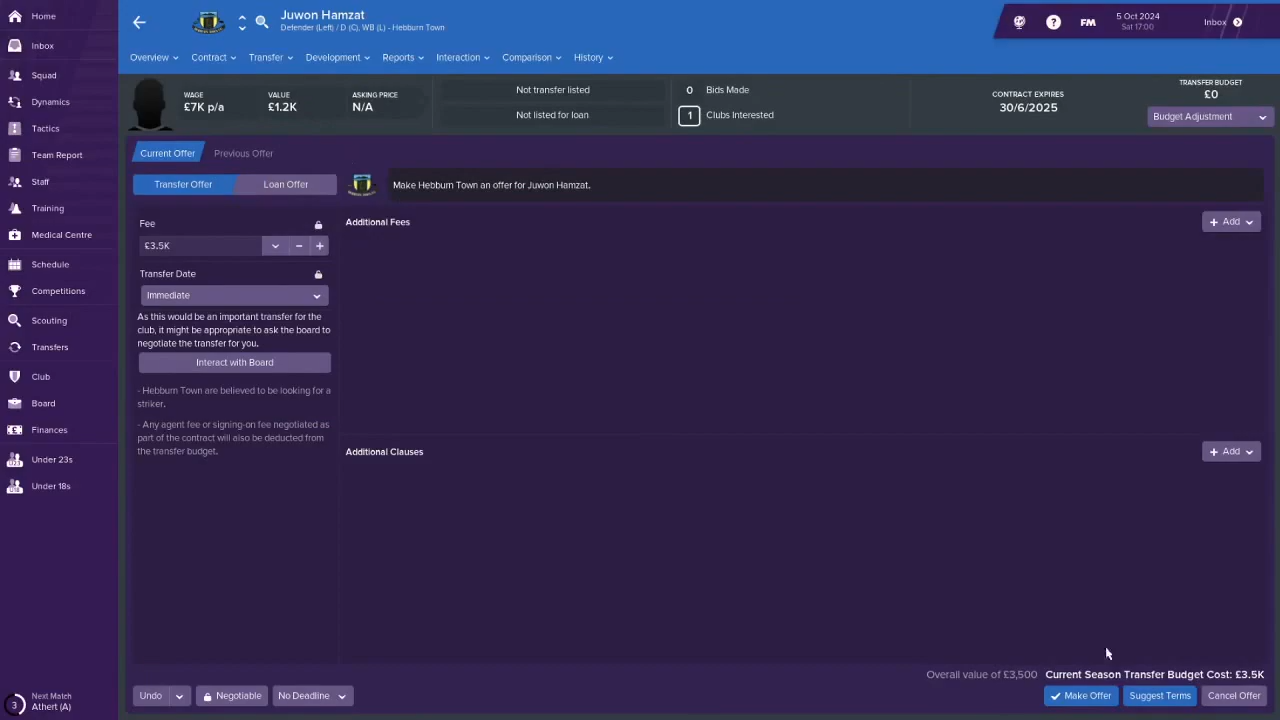 Home
Inbox
Squad
Dynamics
Tactics
Team Report
Staff
Training
Medical Centre
Schedule
Competitions
Scouting
Transfers
Club
Board
Finances
U23 Under 23s
U18 Under 18s
3
Next Match
Athert (A)
Juwon Hamzat
Defender (Left) / D (C), WB (L) - Hebburn Town
? FM
5 Oct 2024
Sat 17:00
Inbox
Overview
Contract
Transfer
Development
Reports
Interaction
Comparison
History
WAGE
£7K p/a
VALUE
£1.2K
ASKING PRICE
N/A
Not transfer listed
Not listed for loan
0 Bids Made
1 Clubs Interested
CONTRACT EXPIRES
30/6/2025
TRANSFER BUDGET
£0
Budget Adjustment
Current Offer
Previous Offer
Transfer Offer
Loan Offer
Make Hebburn Town an offer for Juwon Hamzat.
Fee
£3.5K
Transfer Date
Immediate
As this would be an important transfer for the
club, it might be appropriate to ask the board to
negotiate the transfer for you.
Interact with Board
- Hebburn Town are believed to be looking for a
striker.
- Any agent fee or signing-on fee negotiated as
part of the contract will also be deducted from
the transfer budget.
Additional Fees
+ Add
Additional Clauses
+ Add
Overall value of £3,500 Current Season Transfer Budget Cost: £3.5K
Undo
Negotiable
No Deadline
Make Offer
Suggest Terms
Cancel Offer